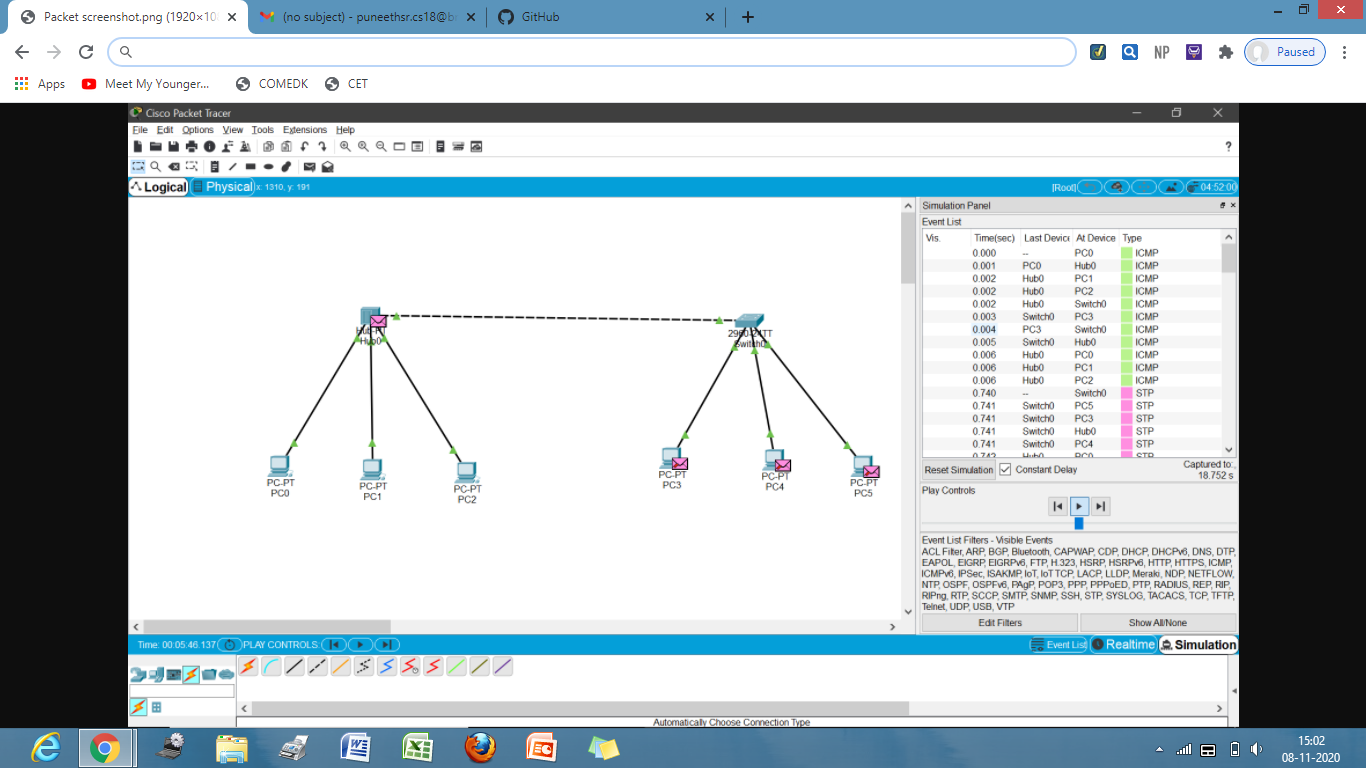 Packet screenshot.png (1920×10
(no subject) - puneethsr.cs18@b
GitHub
NP
Paused
Apps
Meet My Younger...
COMEDK
CET
Cisco Packet Tracer
File Edit Options View Tools Extensions Help
?
Logical
Physical
x: 1310, y: 191
[Root]
04:52:00
Hub-PT
Hub0
2960-24TT
Switch0
PC-PT
PC0
PC-PT
PC1
PC-PT
PC2
PC-PT
PC3
PC-PT
PC4
PC-PT
PC5
Simulation Panel
Event List
Vis. Time(sec) Last Device At Device Type
0.000 -- PC0 ICMP
0.001 PC0 Hub0 ICMP
0.002 Hub0 PC1 ICMP
0.002 Hub0 PC2 ICMP
0.002 Hub0 Switch0 ICMP
0.003 Switch0 PC3 ICMP
0.004 PC3 Switch0 ICMP
0.005 Switch0 Hub0 ICMP
0.006 Hub0 PC0 ICMP
0.006 Hub0 PC1 ICMP
0.006 Hub0 PC2 ICMP
0.740 -- Switch0 STP
0.741 Switch0 PC5 STP
0.741 Switch0 PC3 STP
0.741 Switch0 Hub0 STP
0.741 Switch0 PC4 STP
0.742 Hub0 PC0 STP
Reset Simulation Constant Delay
Captured to:
18.752 s
Play Controls
Event List Filters - Visible Events
ACL Filter, ARP, BGP, Bluetooth, CAPWAP, CDP, DHCP, DHCPv6, DNS, DTP,
EAPOL, EIGRP, EIGRPv6, FTP, H.323, HSRP, HSRPv6, HTTP, HTTPS, ICMP,
ICMPv6, IPSec, ISAKMP, IoT, IoT TCP, LACP, LLDP, Meraki, NDP, NETFLOW,
NTP, OSPF, OSPFv6, PAgP, POP3, PPP, PPPoED, PTP, RADIUS, REP, RIP,
RIPng, RTP, SCCP, SMTP, SNMP, SSH, STP, SYSLOG, TACACS, TCP, TFTP,
Telnet, UDP, USB, VTP
Edit Filters
Show All/None
Time: 00:05:46.137
PLAY CONTROLS:
Event List
Realtime
Simulation
Automatically Choose Connection Type
15:02
08-11-2020